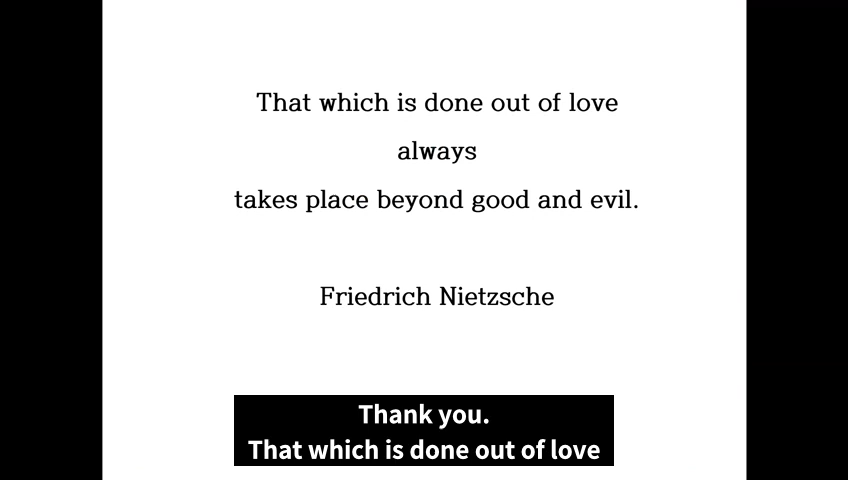 That which is done out of love
always
takes place beyond good and evil.
Friedrich Nietzsche
Thank you.
That which is done out of love